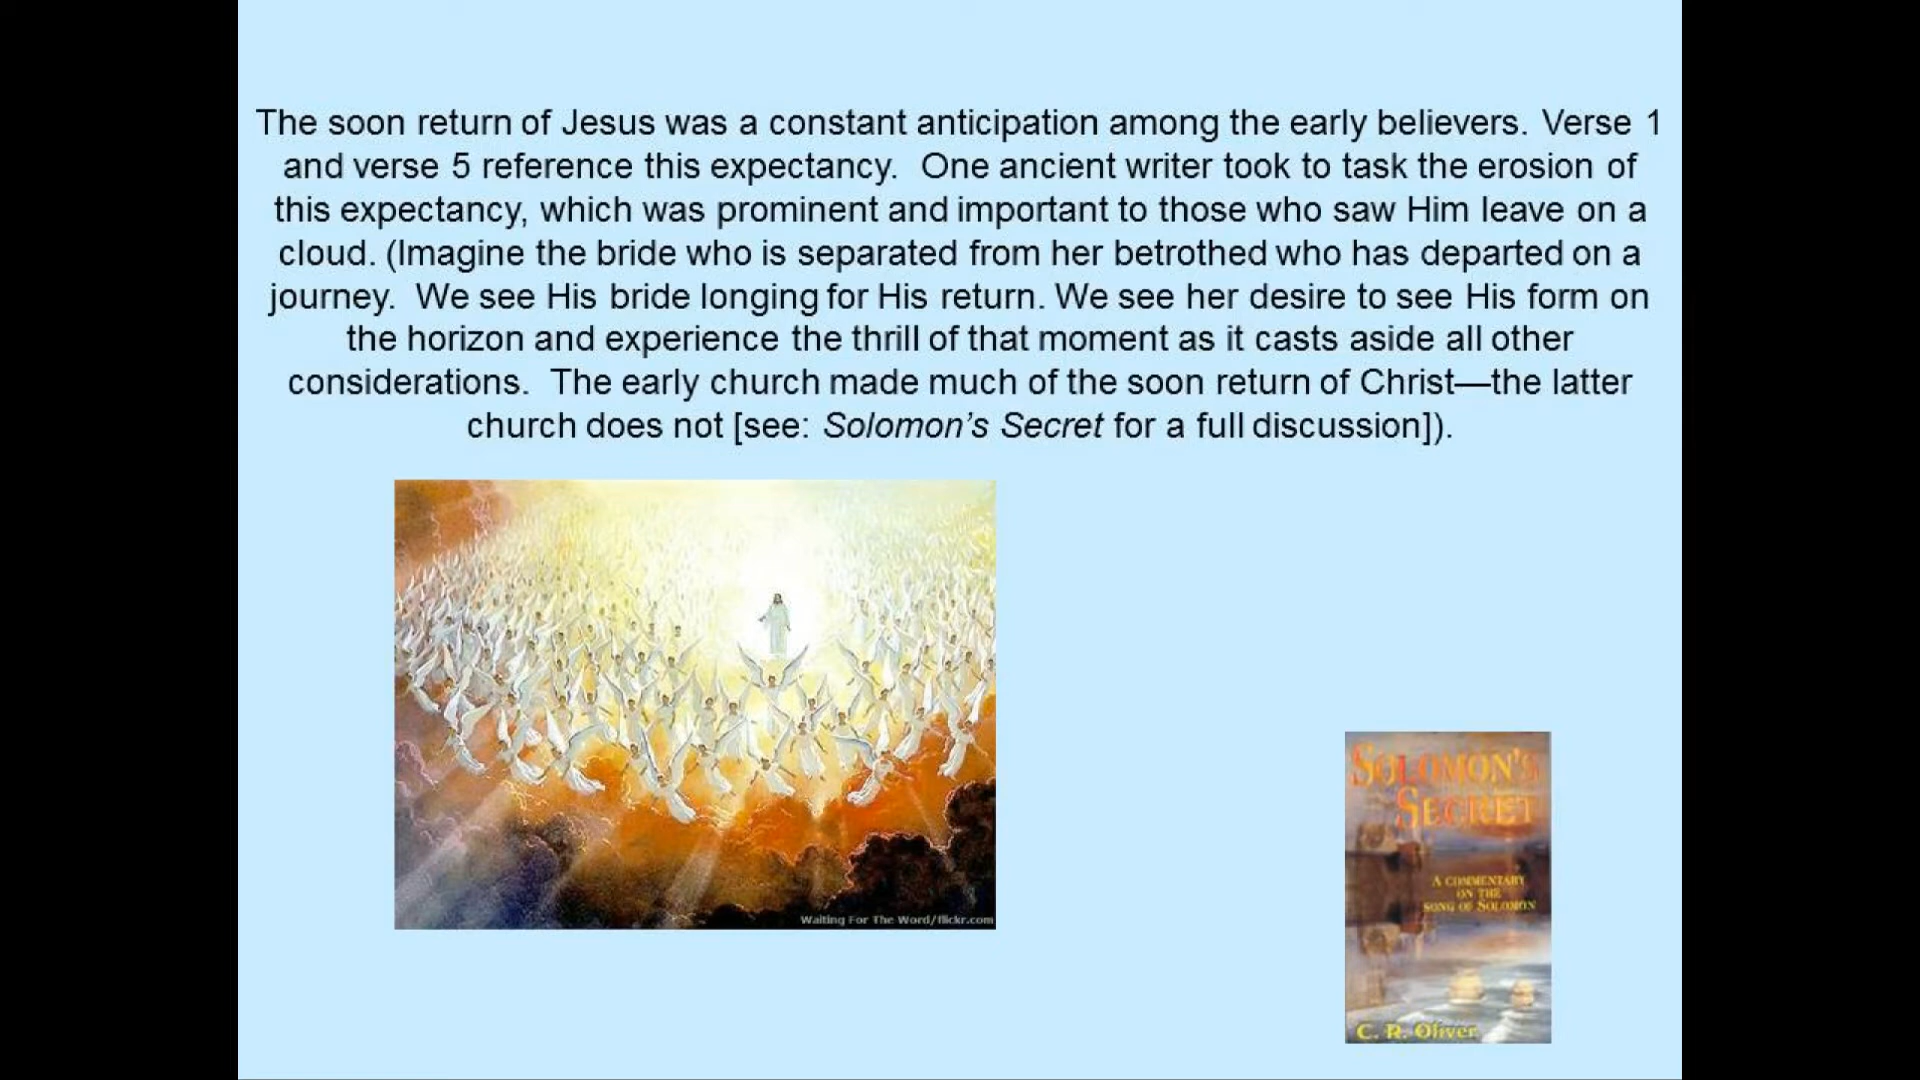 The soon return of Jesus was a constant anticipation among the early believers. Verse 1
and verse 5 reference this expectancy.  One ancient writer took to task the erosion of
this expectancy, which was prominent and important to those who saw Him leave on a
cloud. (Imagine the bride who is separated from her betrothed who has departed on a
journey.  We see His bride longing for His return. We see her desire to see His form on
the horizon and experience the thrill of that moment as it casts aside all other
considerations.  The early church made much of the soon return of Christ—the latter
church does not [see: Solomon’s Secret for a full discussion]).
Waiting For The Word/flickr.com
SOLOMON'S
SECRET
A COMMENTARY
ON THE
SONG OF SOLOMON
C. R. Oliver